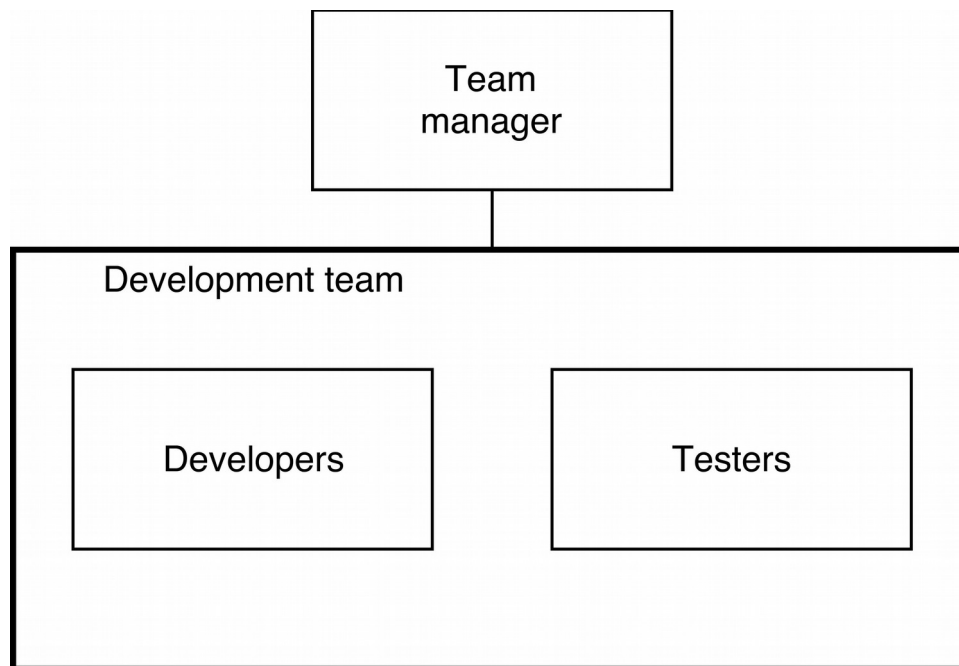 Team
manager
Development team
Developers
Testers